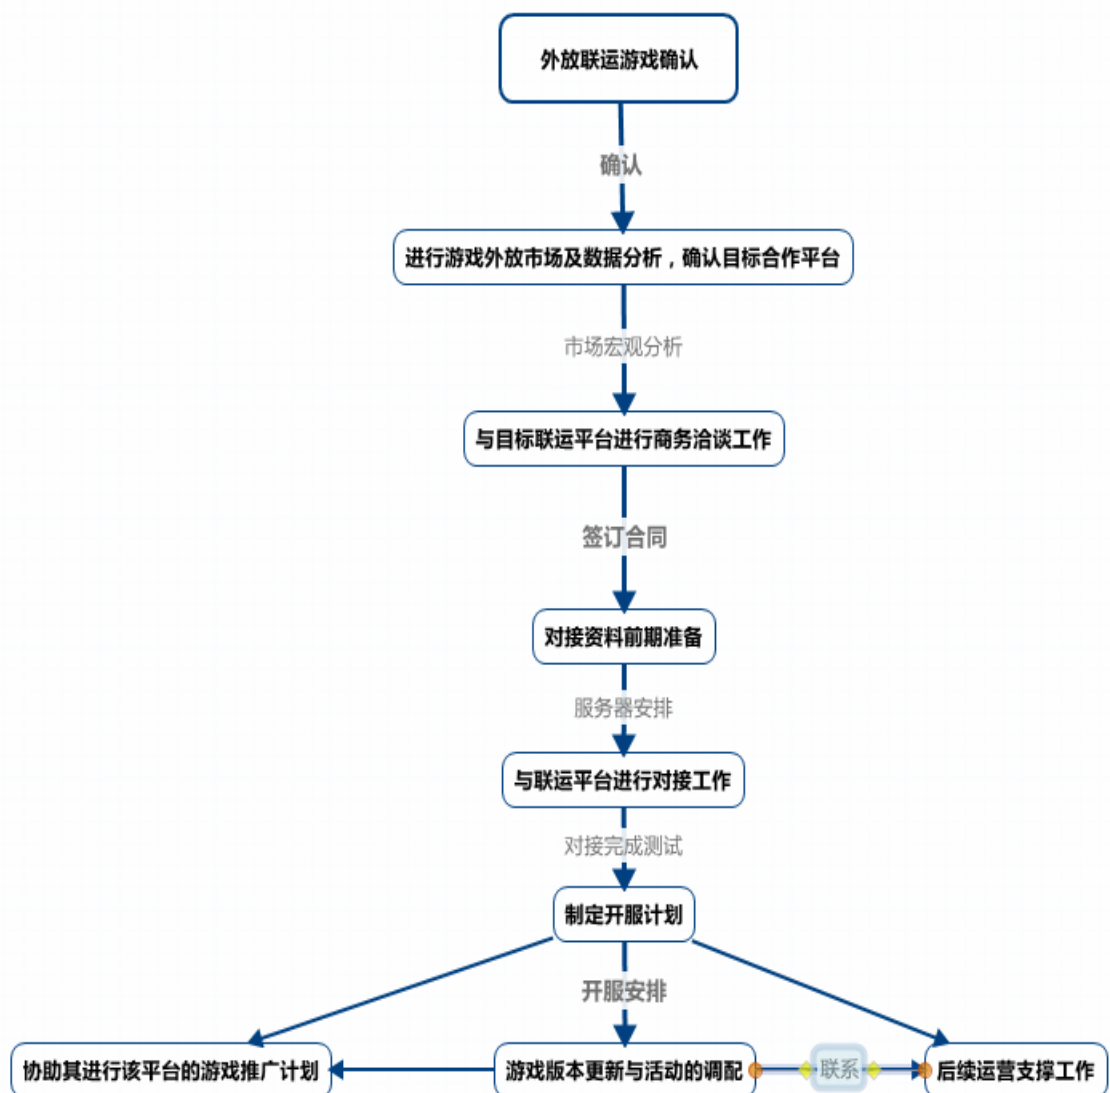 外放联运游戏确认
确认
进行游戏外放市场及数据分析，确认目标合作平台
市场宏观分析
与目标联运平台进行商务洽谈工作
签订合同
对接资料前期准备
服务器安排
与联运平台进行对接工作
对接完成测试
制定开服计划
开服安排
协助其进行该平台的游戏推广计划
游戏版本更新与活动的调配
联系
后续运营支撑工作